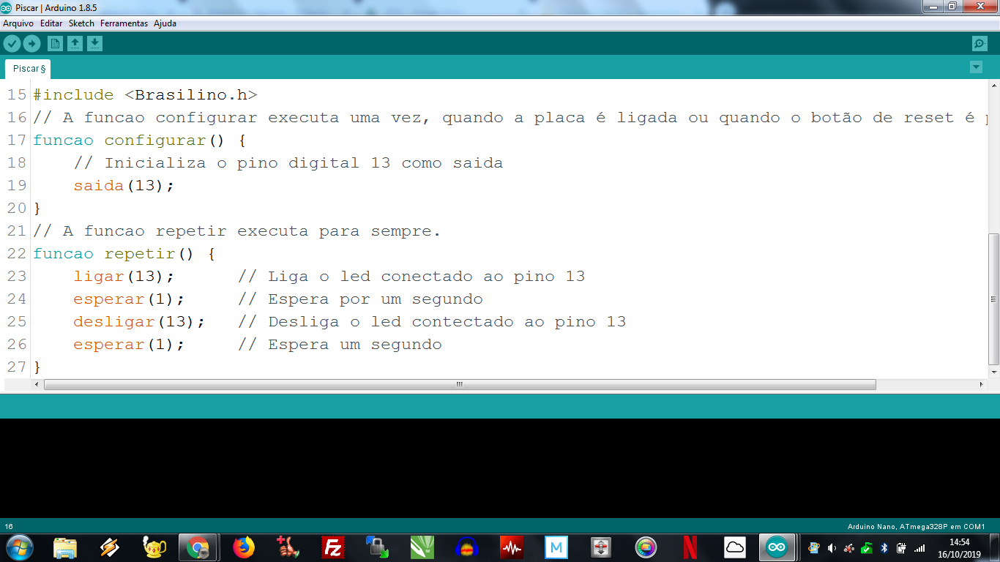 Piscar | Arduino 1.8.5
Arquivo Editar Sketch Ferramentas Ajuda
Piscar §
15 #include <Brasilino.h>
16 // A funcao configurar executa uma vez, quando a placa é ligada ou quando o botão de reset é
17 funcao configurar() {
18 // Inicializa o pino digital 13 como saida
19 saida(13);
20 }
21 // A funcao repetir executa para sempre.
22 funcao repetir() {
23 ligar(13); // Liga o led conectado ao pino 13
24 esperar(1); // Espera por um segundo
25 desligar(13); // Desliga o led contectado ao pino 13
26 esperar(1); // Espera um segundo
27 }
16 Arduino Nano, ATmega328P em COM1
Fz
M
N
14:54
16/10/2019